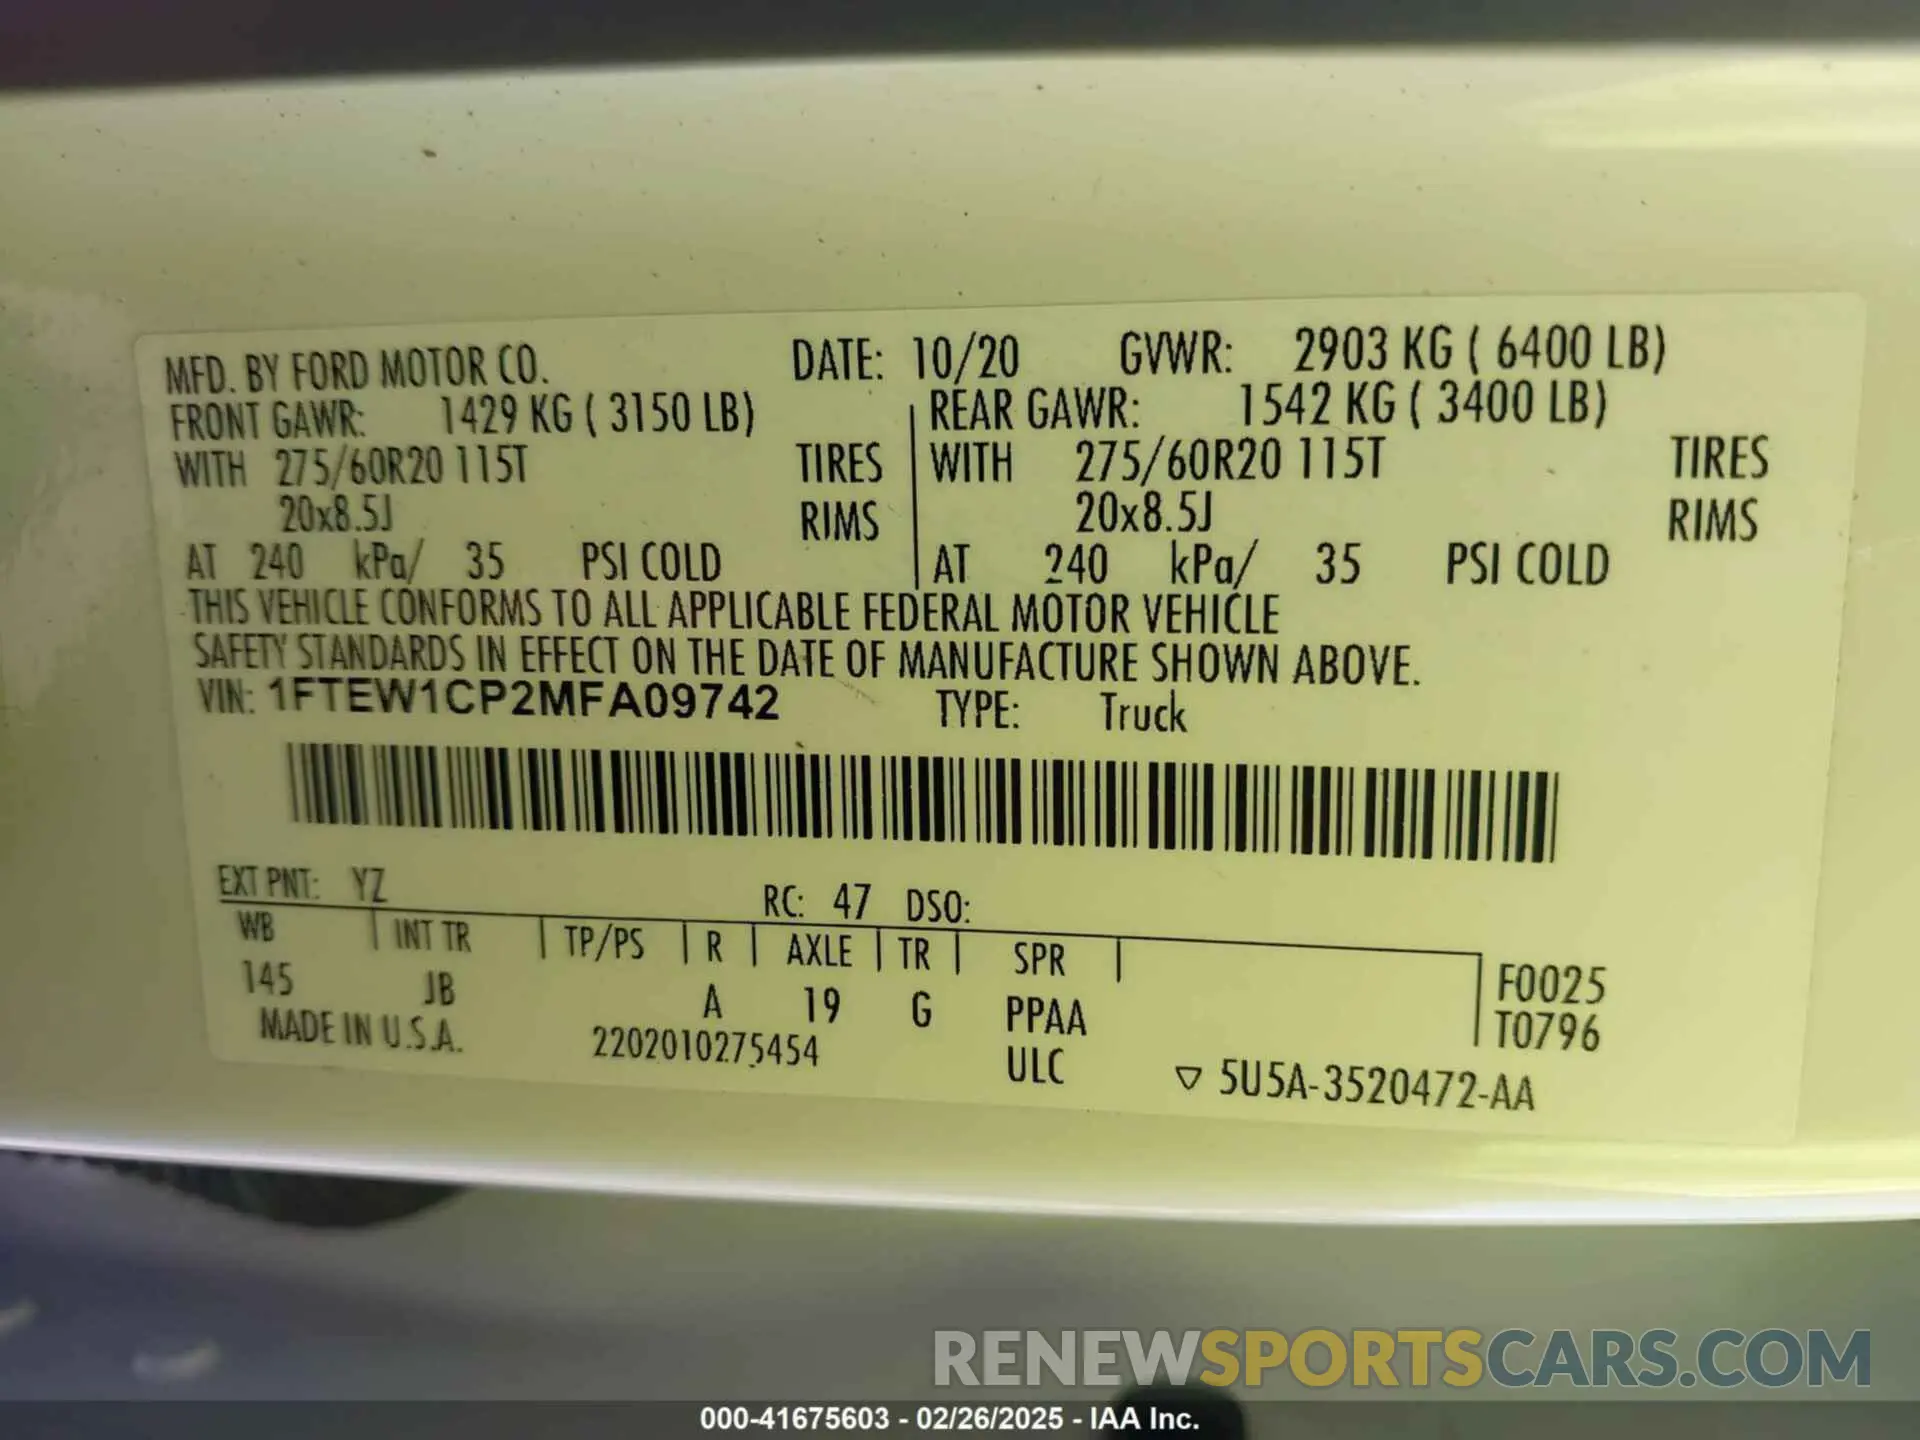 MFD. BY FORD MOTOR CO. DATE: 10/20 GVWR: 2903 KG ( 6400 LB)
FRONT GAWR: 1429 KG ( 3150 LB) REAR GAWR: 1542 KG ( 3400 LB)
WITH 275/60R20 115T TIRES WITH 275/60R20 115T TIRES
20x8.5J RIMS 20x8.5J RIMS
AT 240 kPa/ 35 PSI COLD AT 240 kPa/ 35 PSI COLD
THIS VEHICLE CONFORMS TO ALL APPLICABLE FEDERAL MOTOR VEHICLE
SAFETY STANDARDS IN EFFECT ON THE DATE OF MANUFACTURE SHOWN ABOVE.
VIN: 1FTEW1CP2MFA09742 TYPE: Truck
EXT PNT: YZ RC: 47 DSO:
WB INT TR TP/PS R AXLE TR SPR
145 JB A 19 G PPAA F0025
T0796
MADE IN U.S.A. 2202010275454 ULC ▽ 5U5A-3520472-AA
RENEWSPORTSCARS.COM
000-41675603 - 02/26/2025 - IAA Inc.